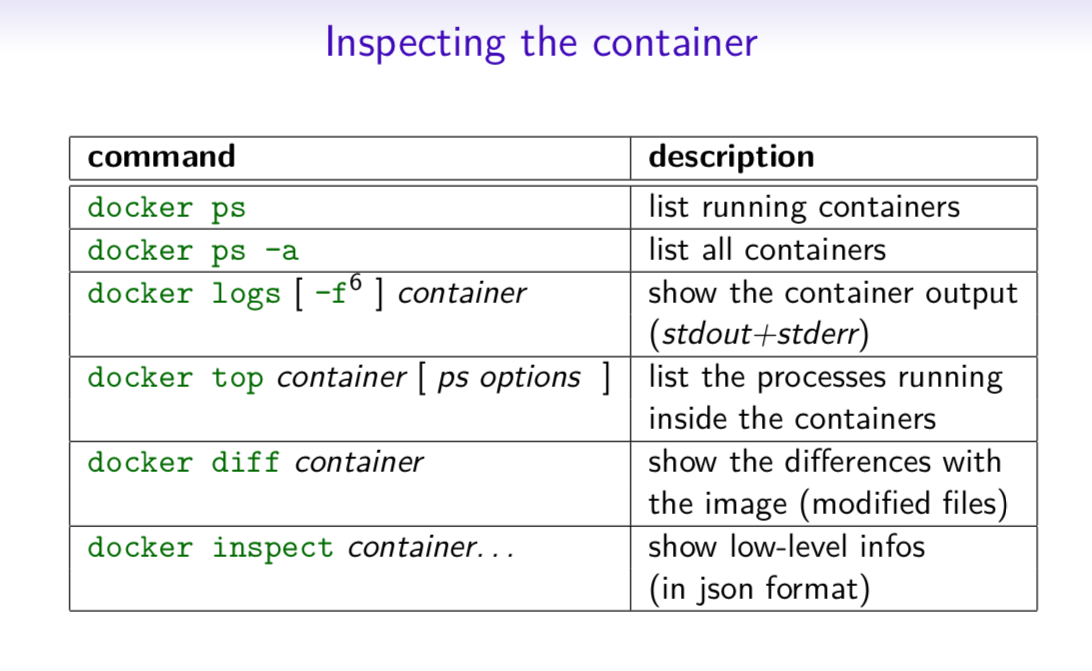 Inspecting the container
command description
docker ps list running containers
docker ps -a list all containers
docker logs [ -f6 ] container show the container output
(stdout+stderr)
docker top container [ ps options ] list the processes running
inside the containers
docker diff container show the differences with
the image (modified files)
docker inspect container... show low-level infos
(in json format)